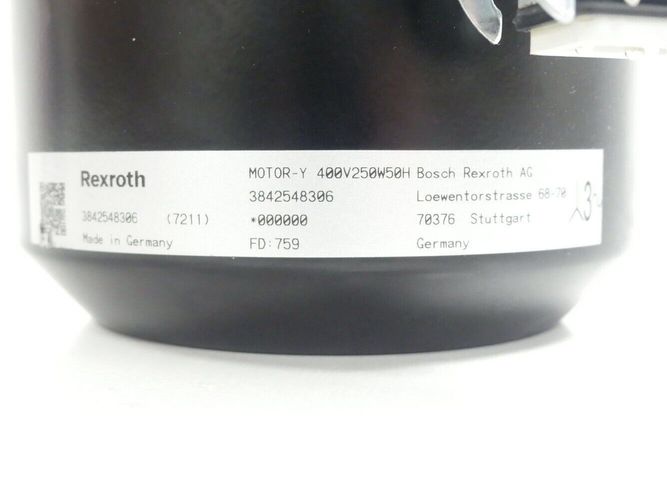 Rexroth
3842548306 (7211)
Made in Germany
MOTOR-Y 400V250W50H
3842548306
*000000
FD:759
Bosch Rexroth AG
Loewentorstrasse 68-70
70376 Stuttgart
Germany